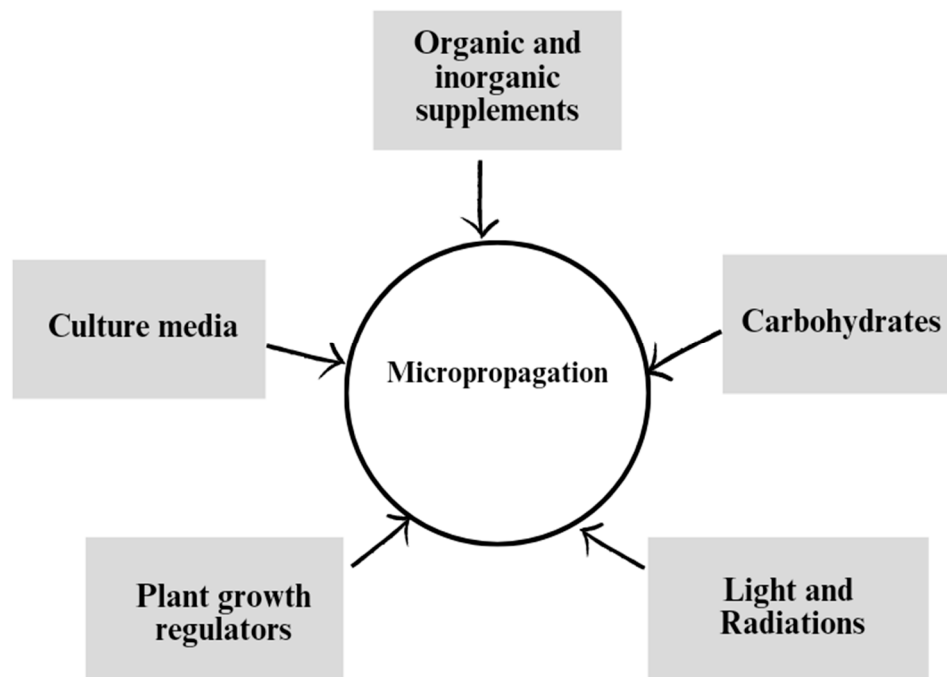 Organic and
inorganic
supplements
Culture media
Carbohydrates
Micropropagation
Plant growth
regulators
Light and
Radiations